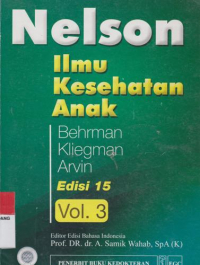 Nelson
Ilmu
Kesehatan
Anak
Behrman
Kliegman
Arvin
Edisi 15
Vol. 3
Editor Edisi Bahasa Indonesia
Prof. DR. dr. A. Samik Wahab, SpA (K)
PENERBIT BUKU KEDOKTERAN
EGC